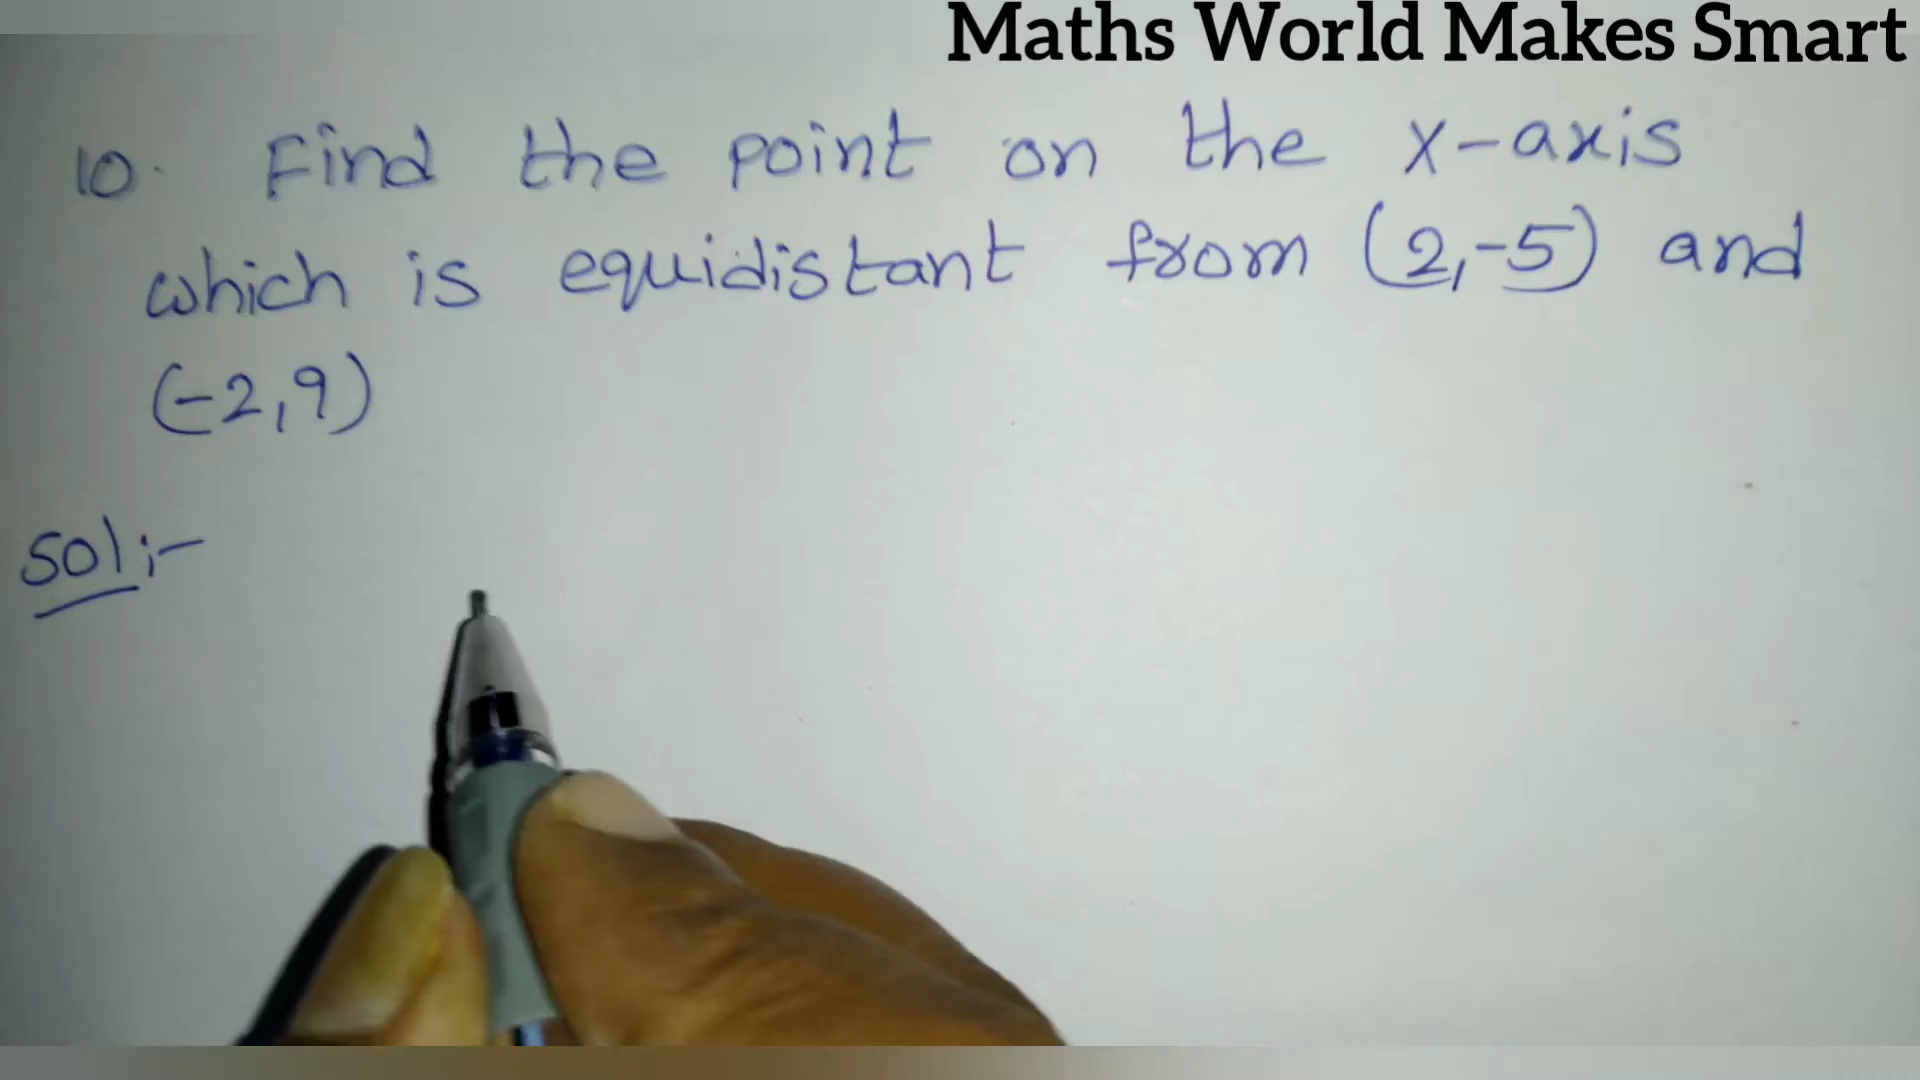 Maths World Makes Smart
10. Find the point on the x-axis
which is equidistant from (2,-5) and
(-2,9)
Sol:-